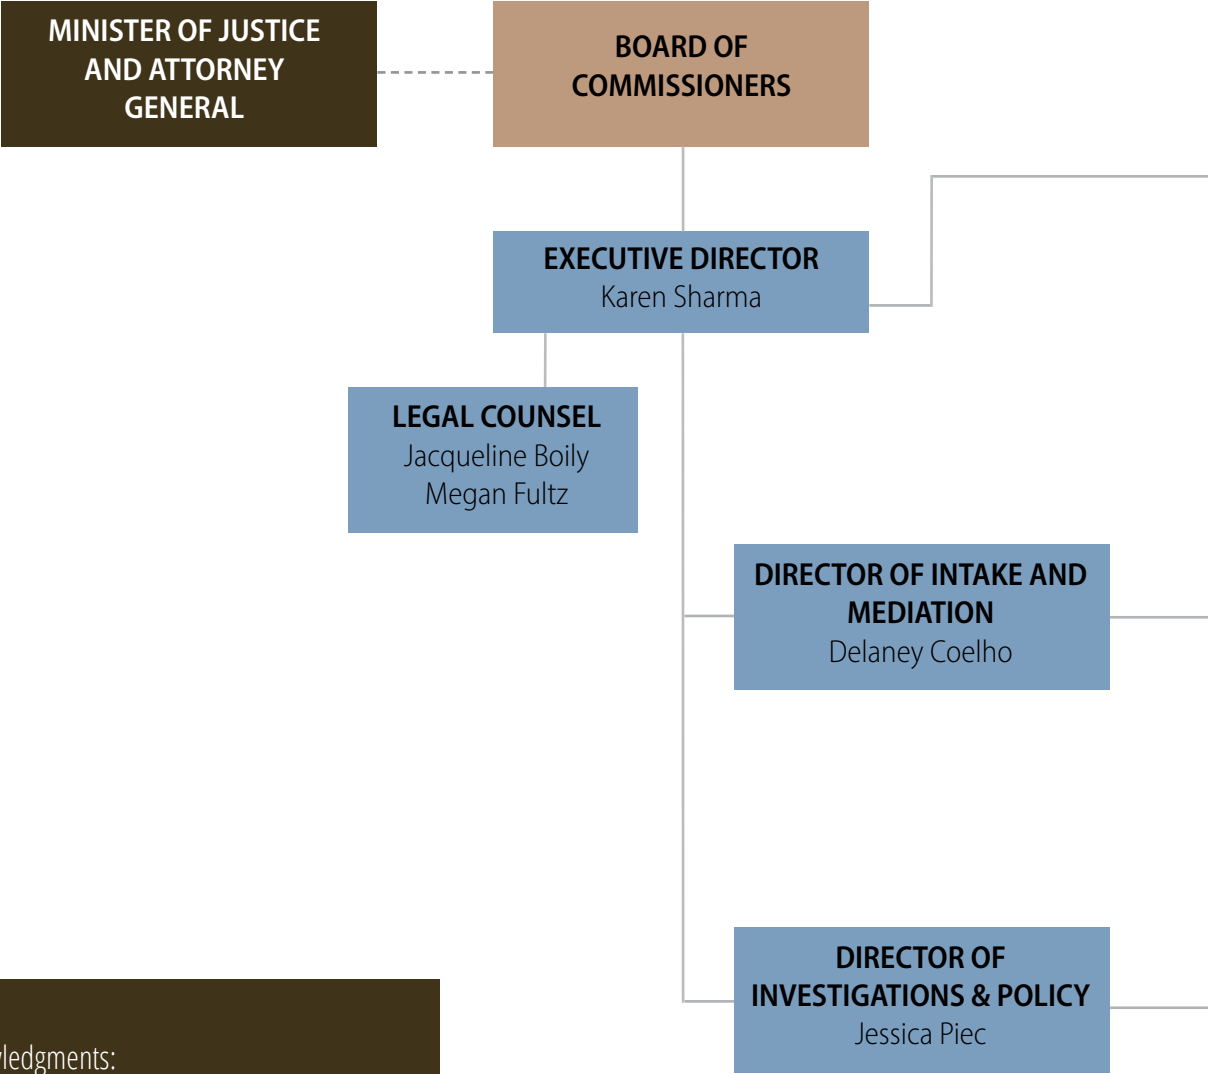 MINISTER OF JUSTICE
AND ATTORNEY
GENERAL
BOARD OF
COMMISSIONERS
EXECUTIVE DIRECTOR
Karen Sharma
LEGAL COUNSEL
Jacqueline Boily
Megan Fultz
DIRECTOR OF INTAKE AND
MEDIATION
Delaney Coelho
DIRECTOR OF
INVESTIGATIONS & POLICY
Jessica Piec